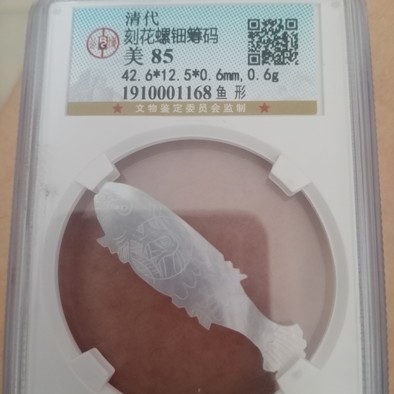 清代
刻花螺钿筹码
美 85
42.6*12.5*0.6mm,0.6g
1910001168 鱼 形
★ 文物鉴定委员会监制 ★